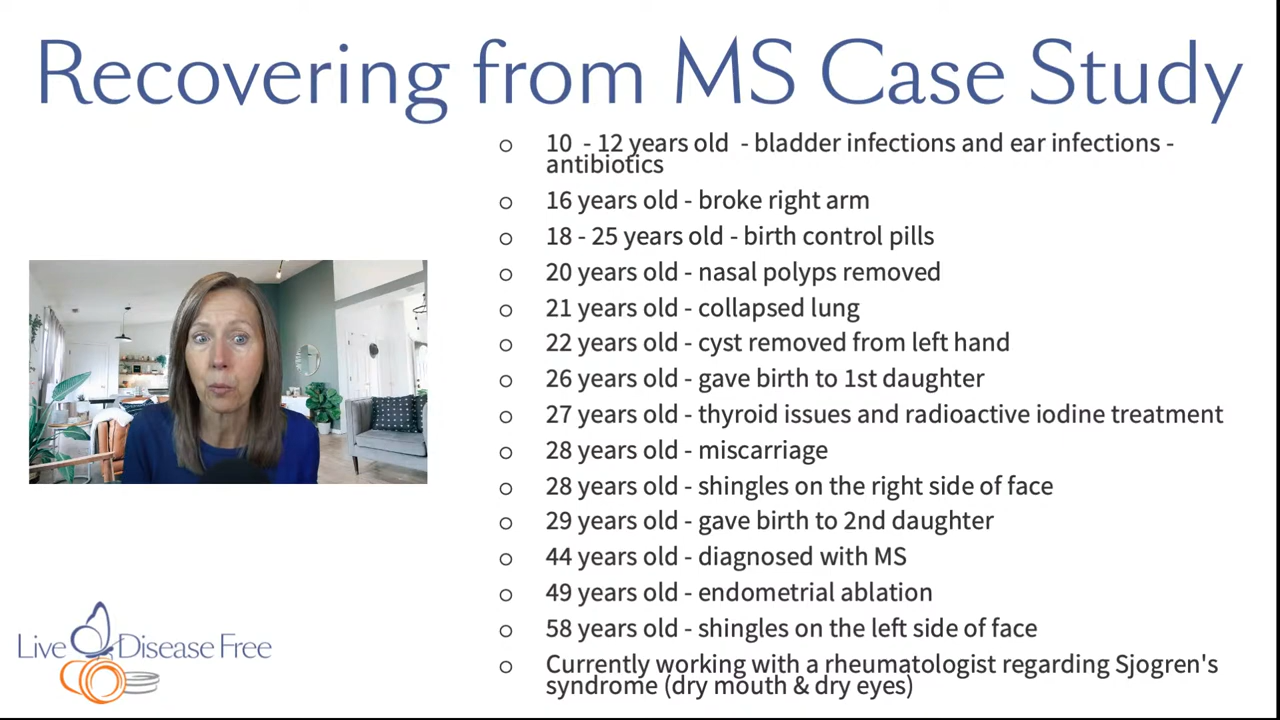 Recovering from MS Case Study
10 - 12 years old - bladder infections and ear infections -
antibiotics
16 years old - broke right arm
18 - 25 years old - birth control pills
20 years old - nasal polyps removed
21 years old - collapsed lung
22 years old - cyst removed from left hand
26 years old - gave birth to 1st daughter
27 years old - thyroid issues and radioactive iodine treatment
28 years old - miscarriage
28 years old - shingles on the right side of face
29 years old - gave birth to 2nd daughter
44 years old - diagnosed with MS
49 years old - endometrial ablation
58 years old - shingles on the left side of face
Currently working with a rheumatologist regarding Sjogren's
syndrome (dry mouth & dry eyes)
Live Disease Free